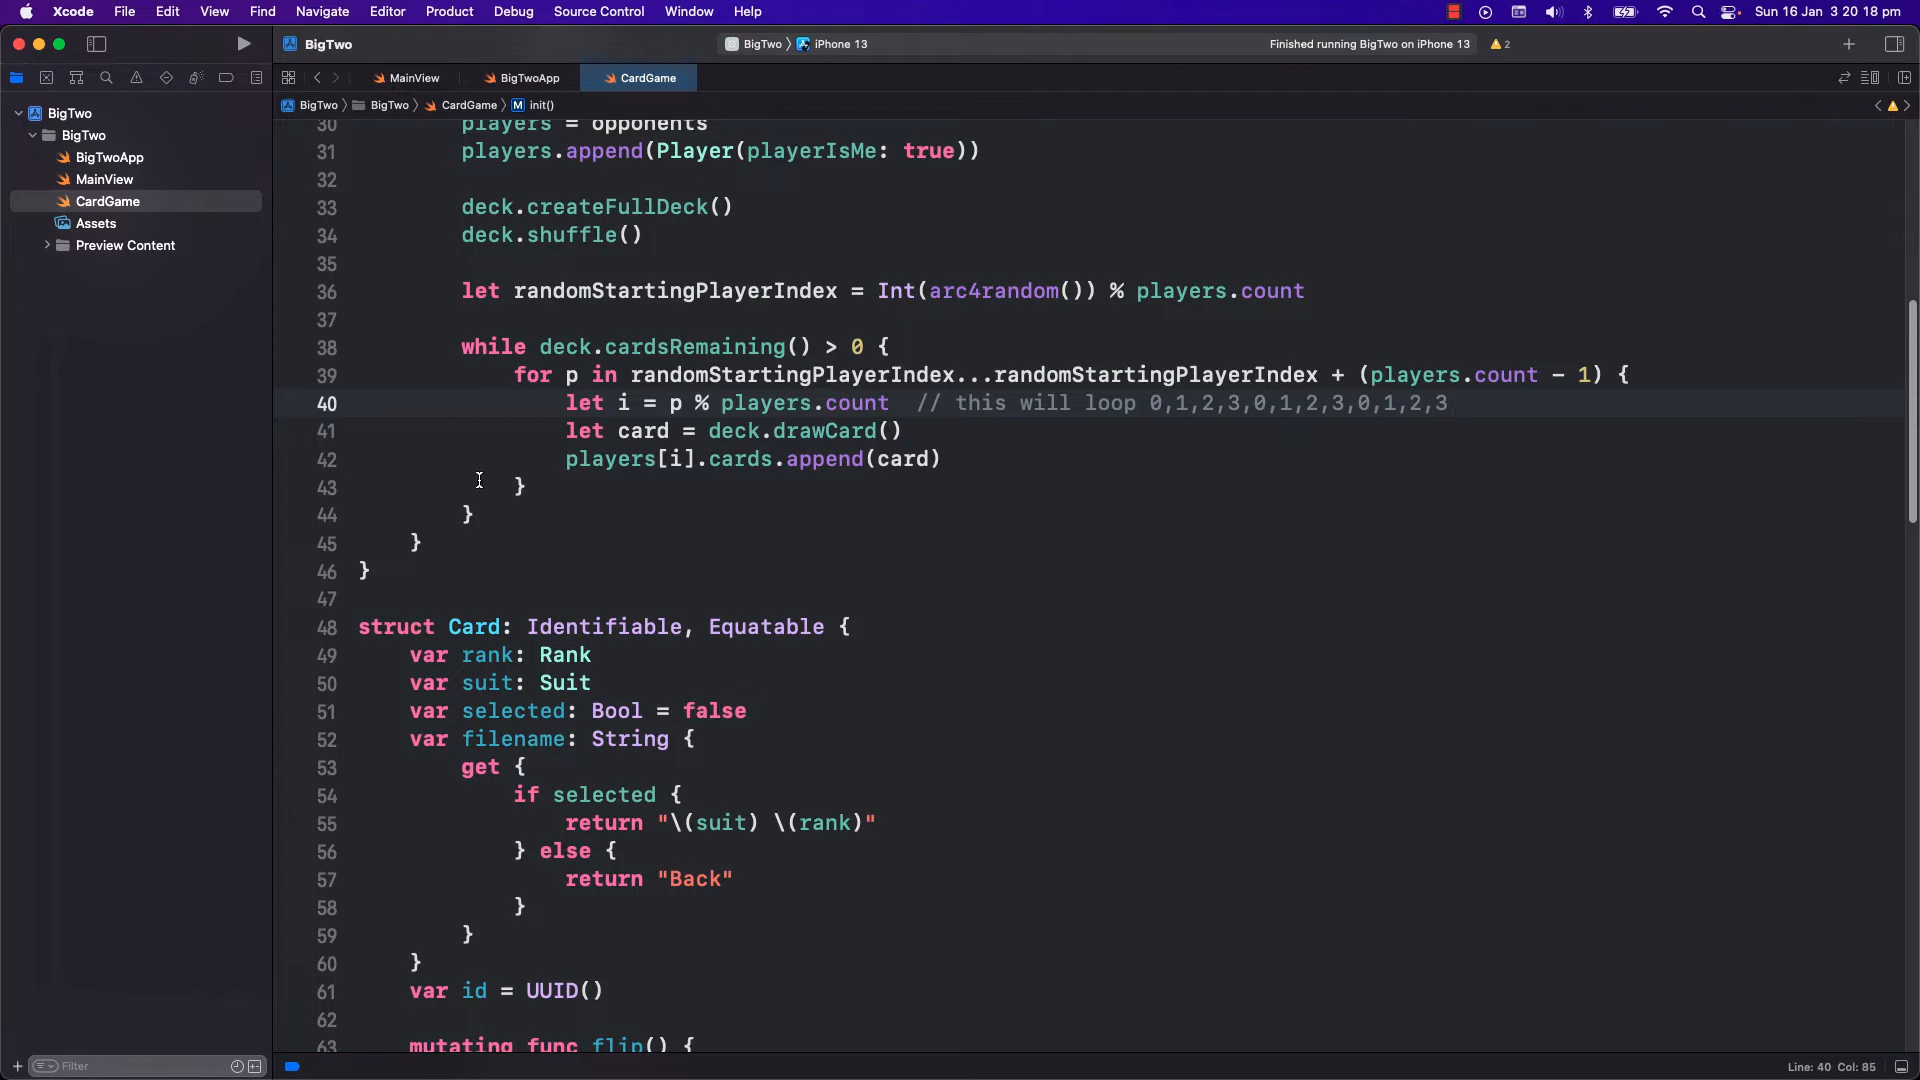 Xcode File Edit View Find Navigate Editor Product Debug Source Control Window Help Sun 16 Jan 3 20 18 pm
BigTwo BigTwo 〉 iPhone 13 Finished running BigTwo on iPhone 13 2
MainView BigTwoApp CardGame
BigTwo 〉 BigTwo 〉 CardGame 〉 M init()
BigTwo
BigTwo
BigTwoApp
MainView
CardGame
Assets
Preview Content
30 players = opponents
31 players.append(Player(playerIsMe: true))
32
33 deck.createFullDeck()
34 deck.shuffle()
35
36 let randomStartingPlayerIndex = Int(arc4random()) % players.count
37
38 while deck.cardsRemaining() > 0 {
39 for p in randomStartingPlayerIndex...randomStartingPlayerIndex + (players.count - 1) {
40 let i = p % players.count // this will loop 0,1,2,3,0,1,2,3,0,1,2,3
41 let card = deck.drawCard()
42 players[i].cards.append(card)
43 }
44 }
45 }
46 }
47
48 struct Card: Identifiable, Equatable {
49 var rank: Rank
50 var suit: Suit
51 var selected: Bool = false
52 var filename: String {
53 get {
54 if selected {
55 return "\(suit) \(rank)"
56 } else {
57 return "Back"
58 }
59 }
60 }
61 var id = UUID()
62
63 mutating func flip() {
Filter Line: 40 Col: 85